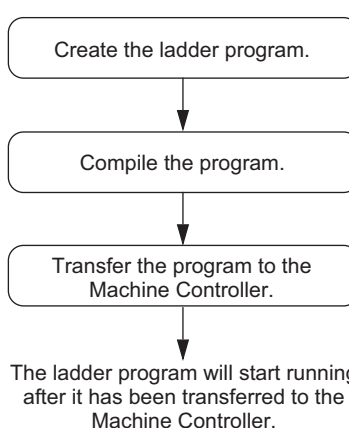 Create the ladder program.
Compile the program.
Transfer the program to the
Machine Controller.
The ladder program will start running
after it has been transferred to the
Machine Controller.